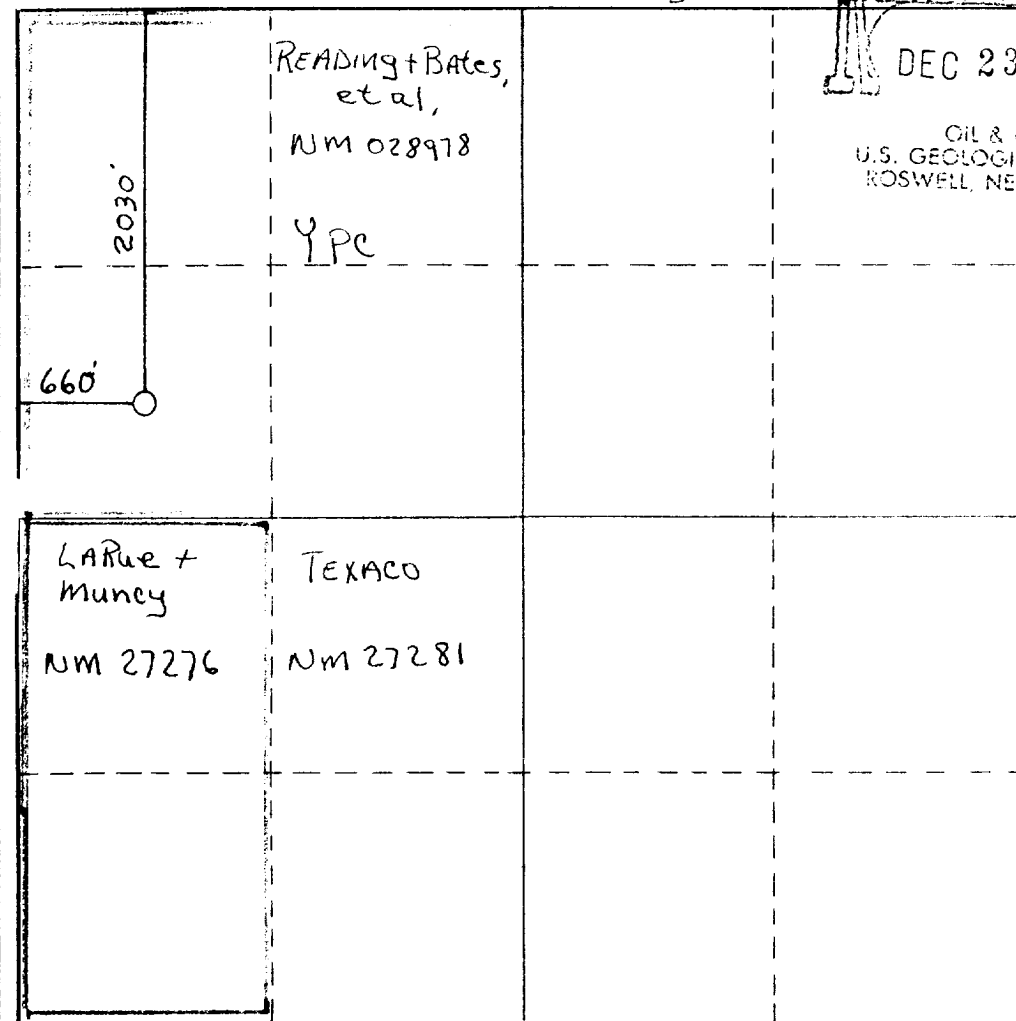 READING + BATES,
et al,
NM 028978
YPC
2030'
660'
DEC 23
OIL &
U.S. GEOLOGI
ROSWELL, NE
LARUE +
MUNCY
NM 27276
TEXACO
NM 27281